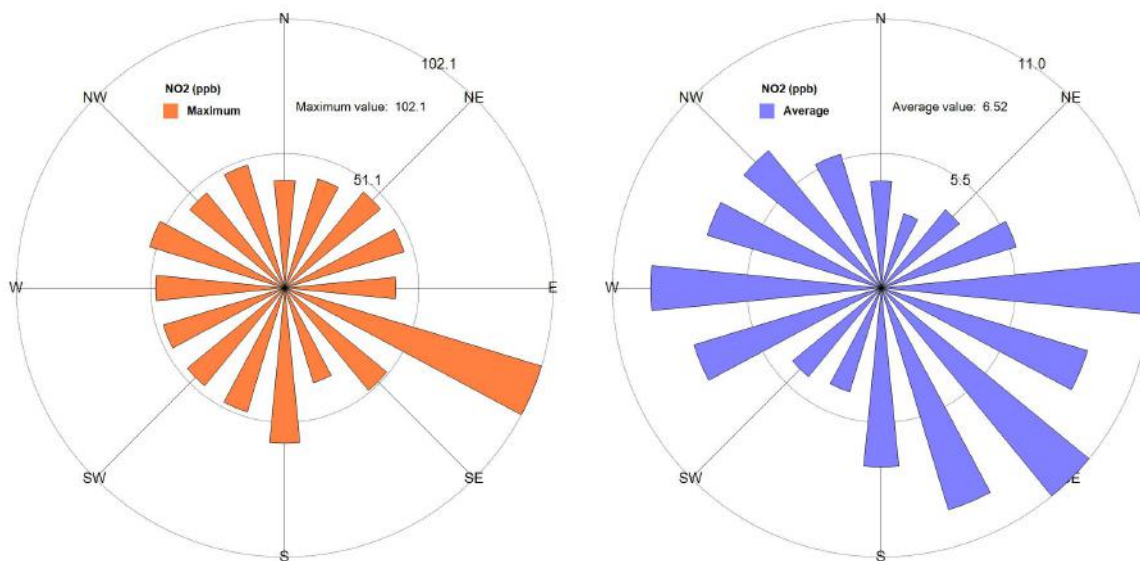 N
102.1
NO2 (ppb)
NW
NE
Maximum
Maximum value: 102.1
51.1
W
E
SW
SE
S
N
11.0
NO2 (ppb)
NW
NE
Average
Average value: 6.52
5.5
W
SW
SE
S